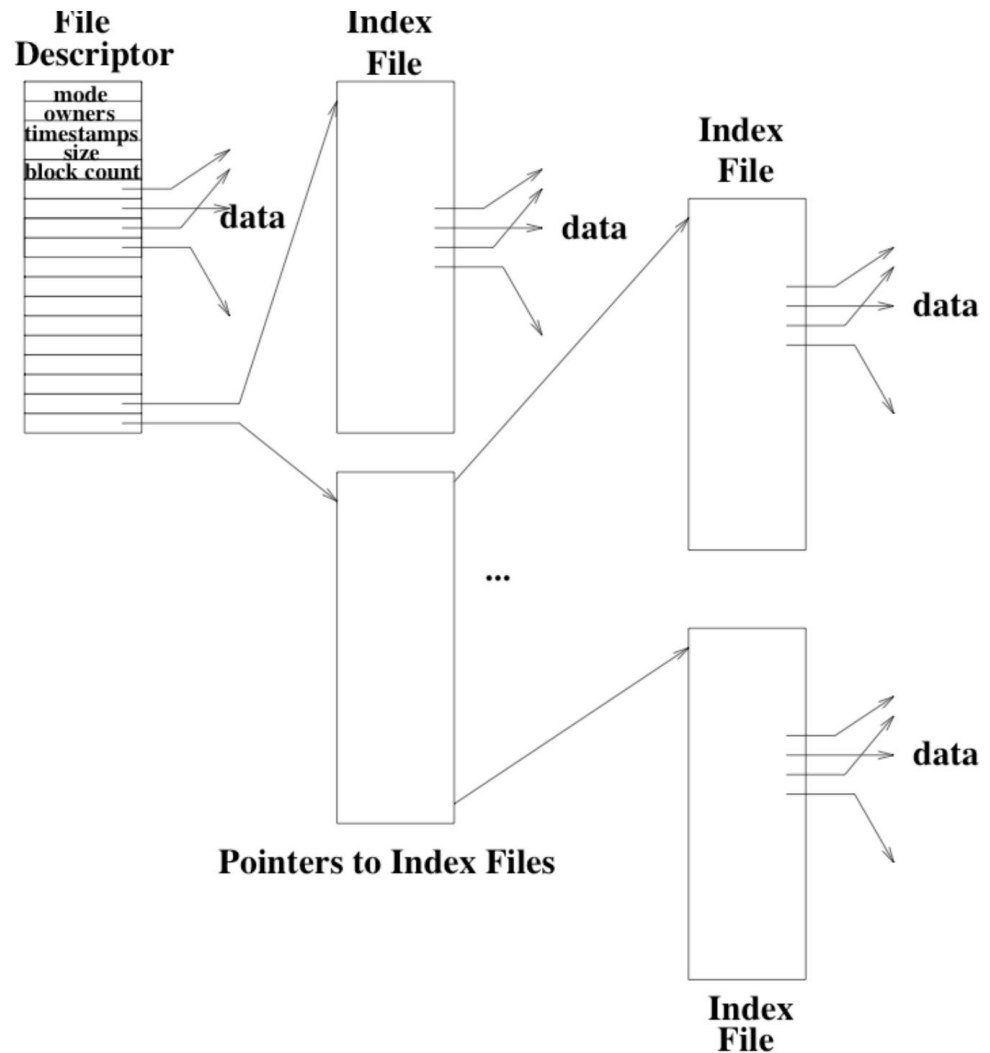 File
Descriptor
mode
owners
timestamps
size
block count
data
Index
File
data
Index
File
data
...
Pointers to Index Files
data
Index
File